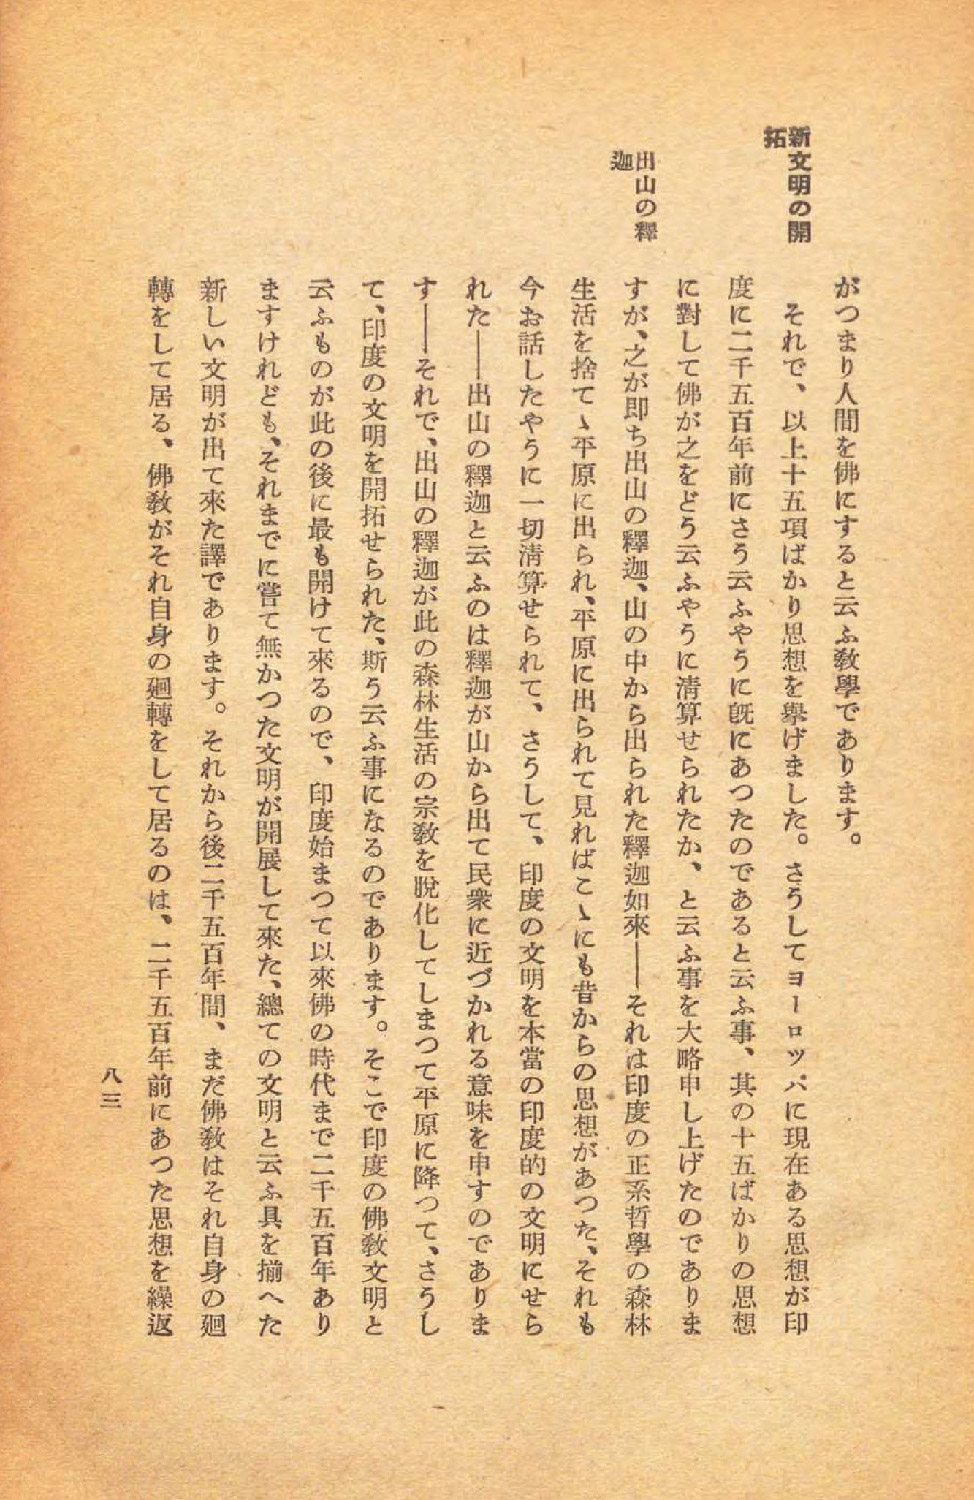 新文明の開
拓
出山の釋
迦
がつまり人間を佛にすると云ふ敎學であります。
それで、以上十五項ばかり思想を擧げました。さうしてヨーロツパに現在ある思想が印
度に二千五百年前にさう云ふやうに旣にあつたのであると云ふ事、其の十五ばかりの思想
に對して佛が之をどう云ふやうに淸算せられたか、と云ふ事を大略申し上げたのでありま
すが、之が即ち出山の釋迦、山の中から出られた釋迦如來――それは印度の正系哲學の森林
生活を捨てゝ平原に出られ、平原に出られて見ればこゝにも昔からの思想があつた、それも
今お話したやうに一切淸算せられて、さうして、印度の文明を本當の印度的の文明にせら
れた――出山の釋迦と云ふのは釋迦が山から出て民衆に近づかれる意味を申すのでありま
す――それで、出山の釋迦が此の森林生活の宗敎を脫化してしまつて平原に降つて、さうし
て、印度の文明を開拓せられた、斯う云ふ事になるのであります。そこで印度の佛敎文明と
云ふものが此の後に最も開けて來るので、印度始まつて以來佛の時代まで二千五百年あり
ますけれども、それまでに嘗て無かつた文明が開展して來た、總ての文明と云ふ具を揃へた
新しい文明が出て來た譯であります。それから後二千五百年間、まだ佛敎はそれ自身の廻
轉をして居る、佛敎がそれ自身の廻轉をして居るのは、二千五百年前にあつた思想を繰返
八三